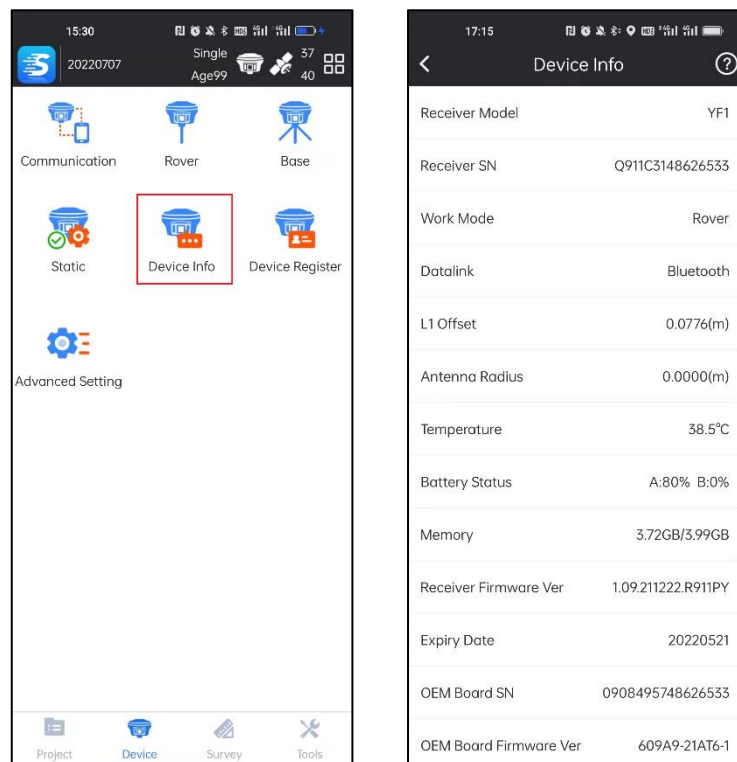 15:30
20220707
Single
Age99
37
40
Communication
Rover
Base
Static
Device Info
Device Register
Advanced Setting
Project
Device
Survey
Tools
17:15
Device Info
?
Receiver Model YF1
Receiver SN Q911C3148626533
Work Mode Rover
Datalink Bluetooth
L1 Offset 0.0776(m)
Antenna Radius 0.0000(m)
Temperature 38.5°C
Battery Status A:80% B:0%
Memory 3.72GB/3.99GB
Receiver Firmware Ver 1.09.211222.R911PY
Expiry Date 20220521
OEM Board SN 0908495748626533
OEM Board Firmware Ver 609A9-21AT6-1